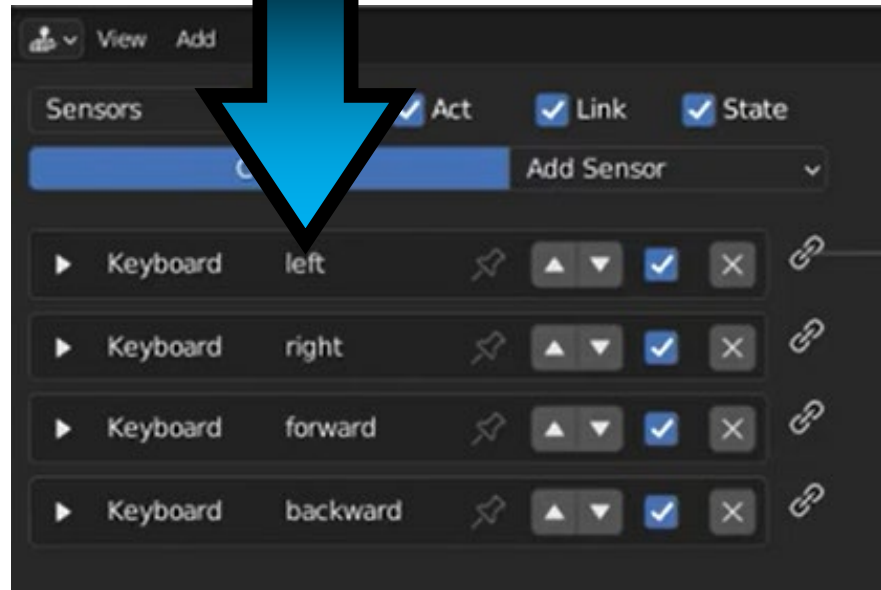 View Add
Sensors Act Link State
Add Sensor
Keyboard left
Keyboard right
Keyboard forward
Keyboard backward